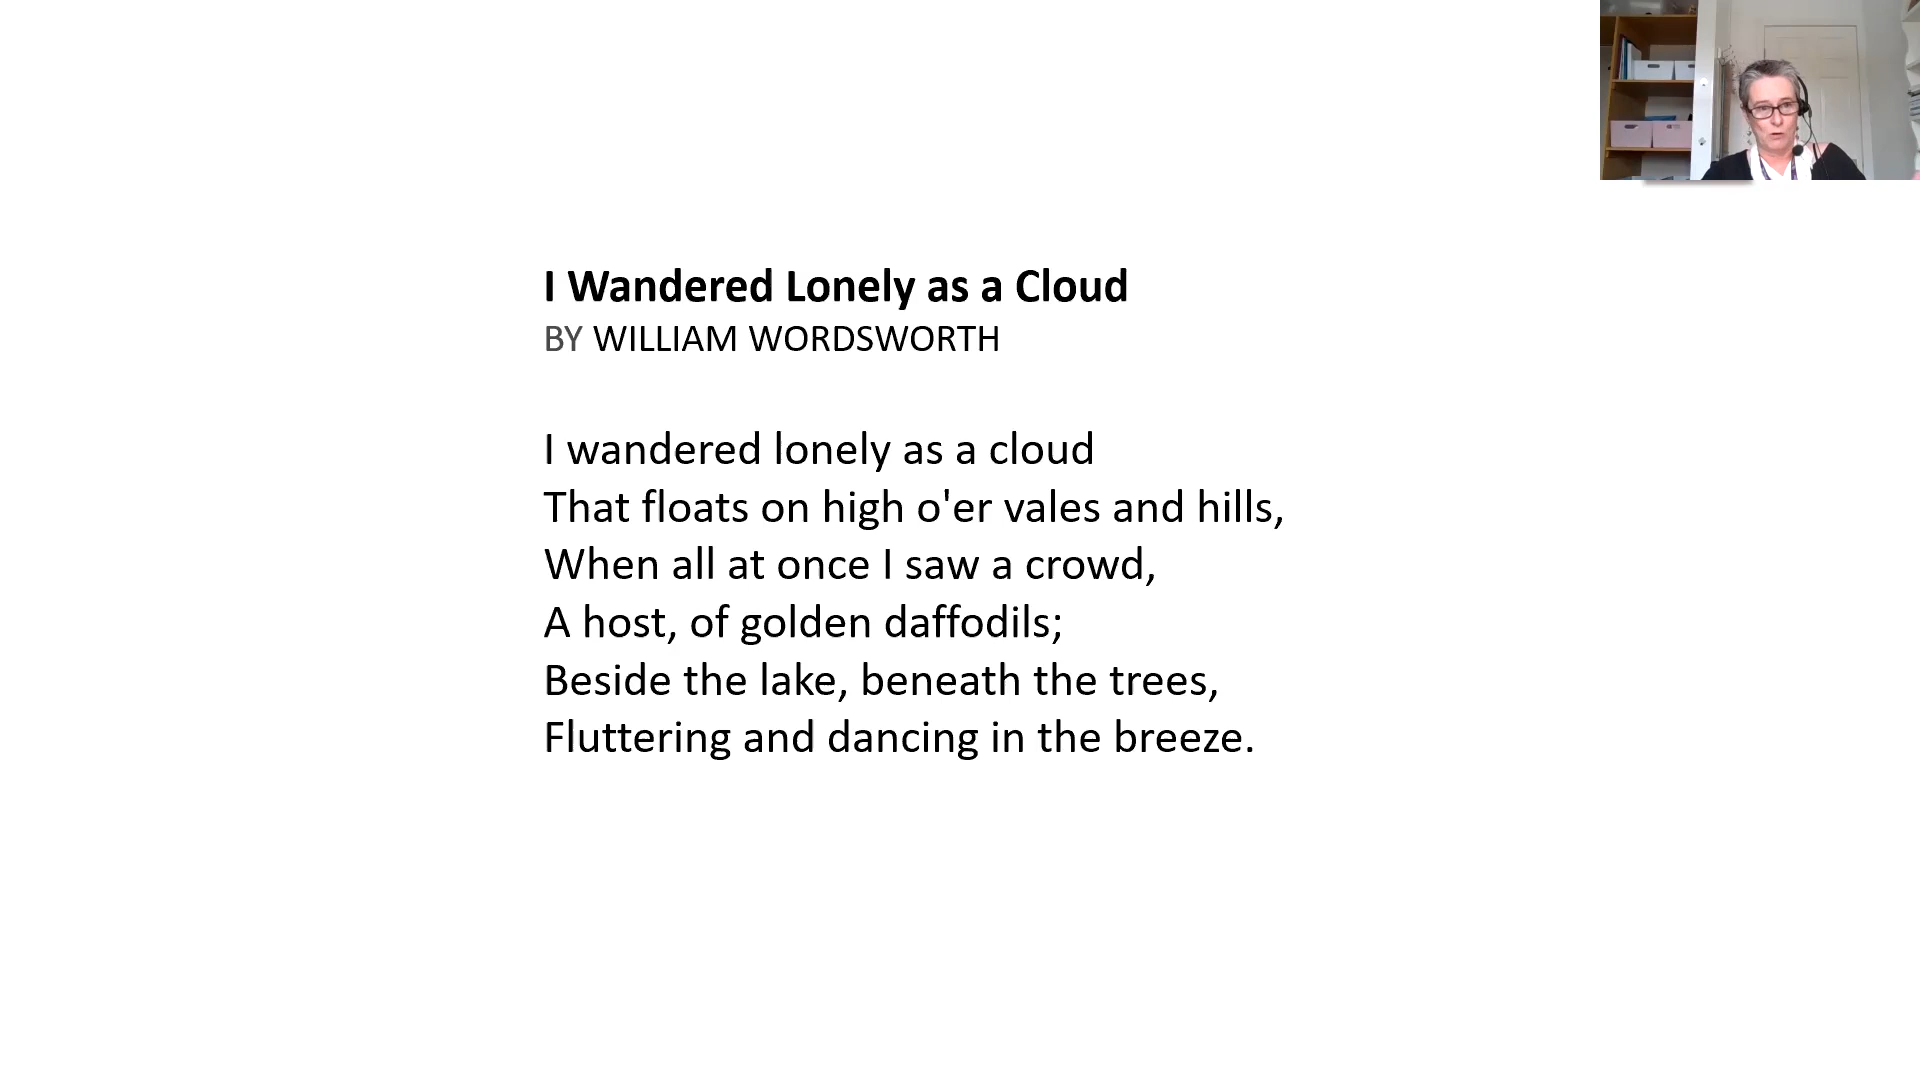 I Wandered Lonely as a Cloud
BY WILLIAM WORDSWORTH
I wandered lonely as a cloud
That floats on high o'er vales and hills,
When all at once I saw a crowd,
A host, of golden daffodils;
Beside the lake, beneath the trees,
Fluttering and dancing in the breeze.